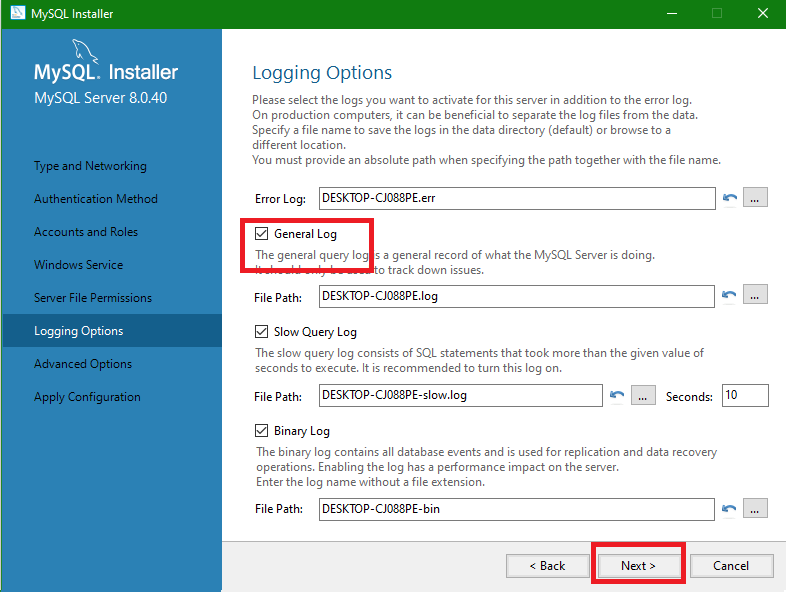 MySQL Installer
MySQL. Installer
MySQL Server 8.0.40
Type and Networking
Authentication Method
Accounts and Roles
Windows Service
Server File Permissions
Logging Options
Advanced Options
Apply Configuration
Logging Options
Please select the logs you want to activate for this server in addition to the error log.
On production computers, it can be beneficial to separate the log files from the data.
Specify a file name to save the logs in the data directory (default) or browse to a
different location.
You must provide an absolute path when specifying the path together with the file name.
Error Log: DESKTOP-CJ088PE.err ...
General Log
The general query log is a general record of what the MySQL Server is doing.
It should only be used to track down issues.
File Path: DESKTOP-CJ088PE.log ...
Slow Query Log
The slow query log consists of SQL statements that took more than the given value of
seconds to execute. It is recommended to turn this log on.
File Path: DESKTOP-CJ088PE-slow.log ... Seconds: 10
Binary Log
The binary log contains all database events and is used for replication and data recovery
operations. Enabling the log has a performance impact on the server.
Enter the log name without a file extension.
File Path: DESKTOP-CJ088PE-bin ...
< Back Next > Cancel